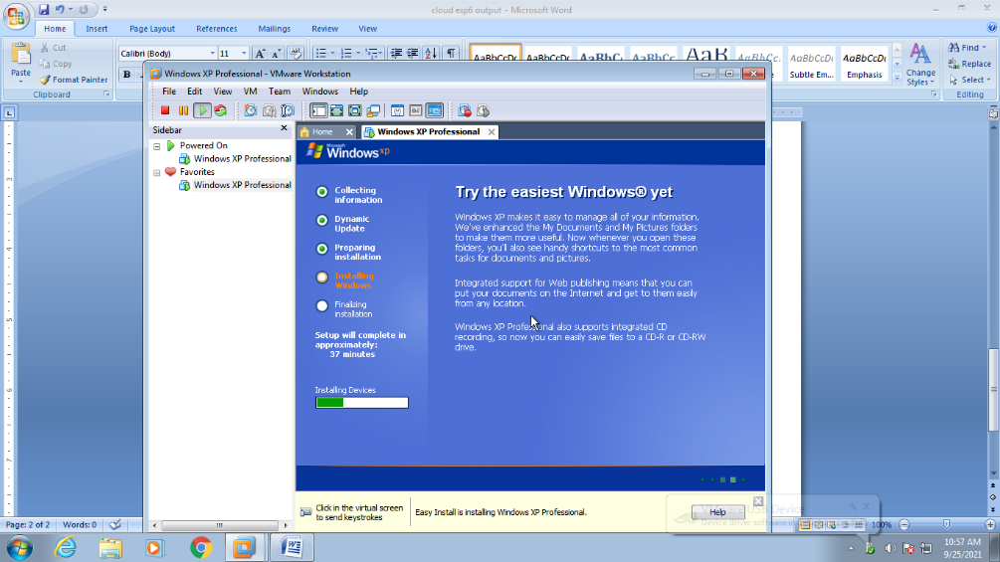 cloud exp6 output - Microsoft Word
Home Insert Page Layout References Mailings Review View
Paste
Cut
Copy
Format Painter
Clipboard
Calibri (Body) 11
B
Subtle Em...
Emphasis
Change
Styles
Find
Replace
Select
Editing
Windows XP Professional - VMware Workstation
File Edit View VM Team Windows Help
Sidebar
Powered On
Windows XP Professional
Favorites
Windows XP Professional
Home
Windows XP Professional
Microsoft
Windows xp
Collecting
information
Dynamic
Update
Preparing
installation
Installing
Windows
Finalizing
installation
Setup will complete in
approximately:
37 minutes
Installing Devices
Try the easiest Windows® yet
Windows XP makes it easy to manage all of your information.
We've enhanced the My Documents and My Pictures folders
to make them more useful. Now whenever you open these
folders, you'll also see handy shortcuts to the most common
tasks for documents and pictures.
Integrated support for Web publishing means that you can
put your documents on the Internet and get to them easily
from any location.
Windows XP Professional also supports integrated CD
recording, so now you can easily save files to a CD-R or CD-RW
drive.
Click in the virtual screen
to send keystrokes
Easy Install is installing Windows XP Professional.
Help
VMware USB Device
Device driver software
Page: 2 of 2 Words: 0
100%
10:57 AM
9/25/2021